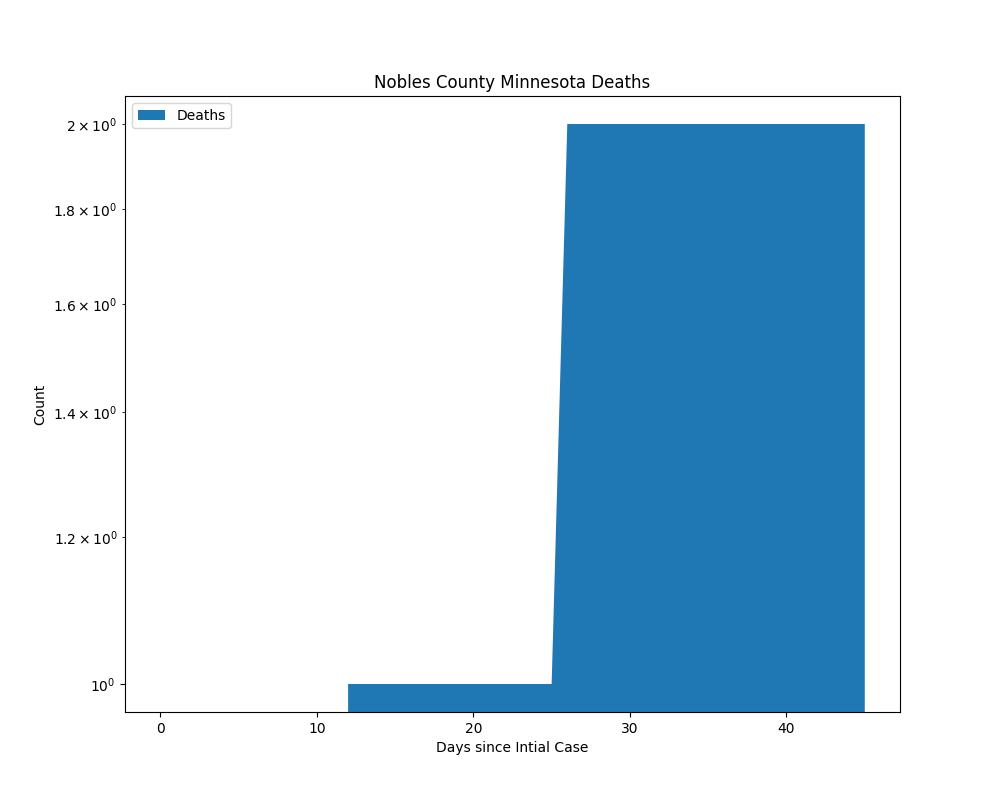 Nobles County Minnesota Deaths
Deaths
2 × 10⁰
1.8 × 10⁰
1.6 × 10⁰
1.4 × 10⁰
1.2 × 10⁰
10⁰
Count
0 10 20 30 40
Days since Intial Case